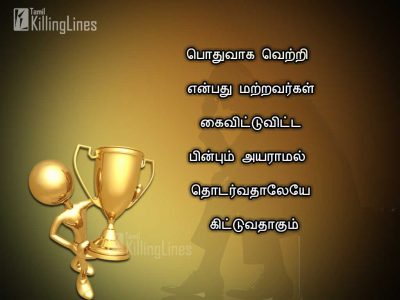 Tamil
KillingLines
பொதுவாக வெற்றி
என்பது மற்றவர்கள்
கைவிட்டுவிட்ட
பின்பும் அயராமல்
தொடர்வதாலேயே
கிட்டுவதாகும்
Tamil
KillingLines